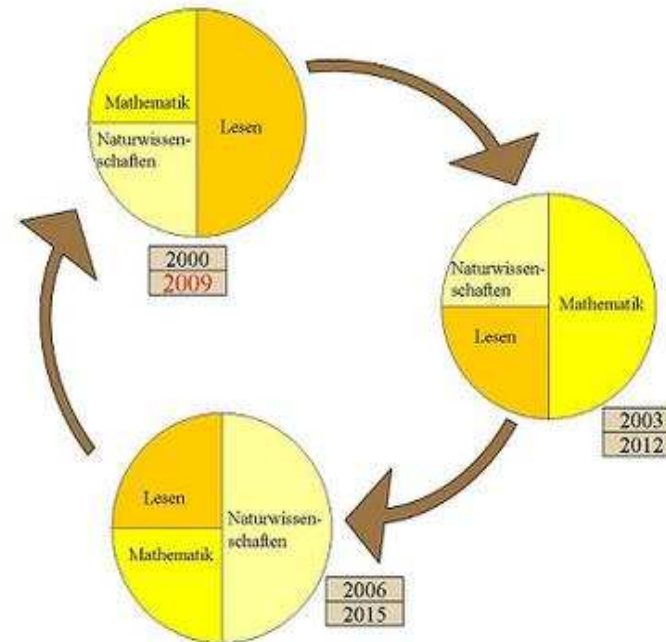 Mathematik
Lesen
Naturwissen-
schaften
2000
2009
Naturwissen-
schaften
Mathematik
Lesen
2003
2012
Lesen
Naturwissen-
schaften
Mathematik
2006
2015